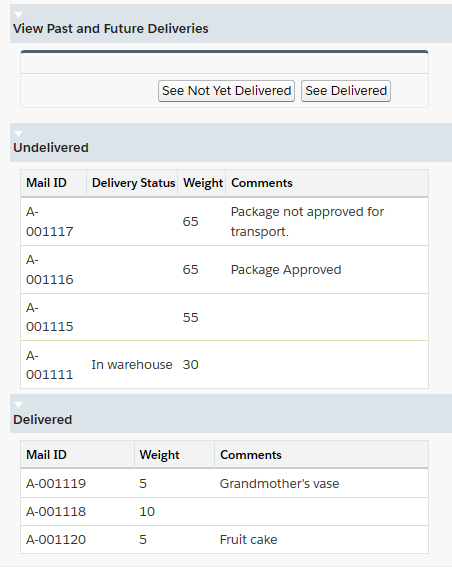 View Past and Future Deliveries
See Not Yet Delivered See Delivered
Undelivered
Mail ID Delivery Status Weight Comments
A-
001117 65 Package not approved for
transport.
A-
001116 65 Package Approved
A-
001115 55
A-
001111 In warehouse 30
Delivered
Mail ID Weight Comments
A-001119 5 Grandmother's vase
A-001118 10
A-001120 5 Fruit cake